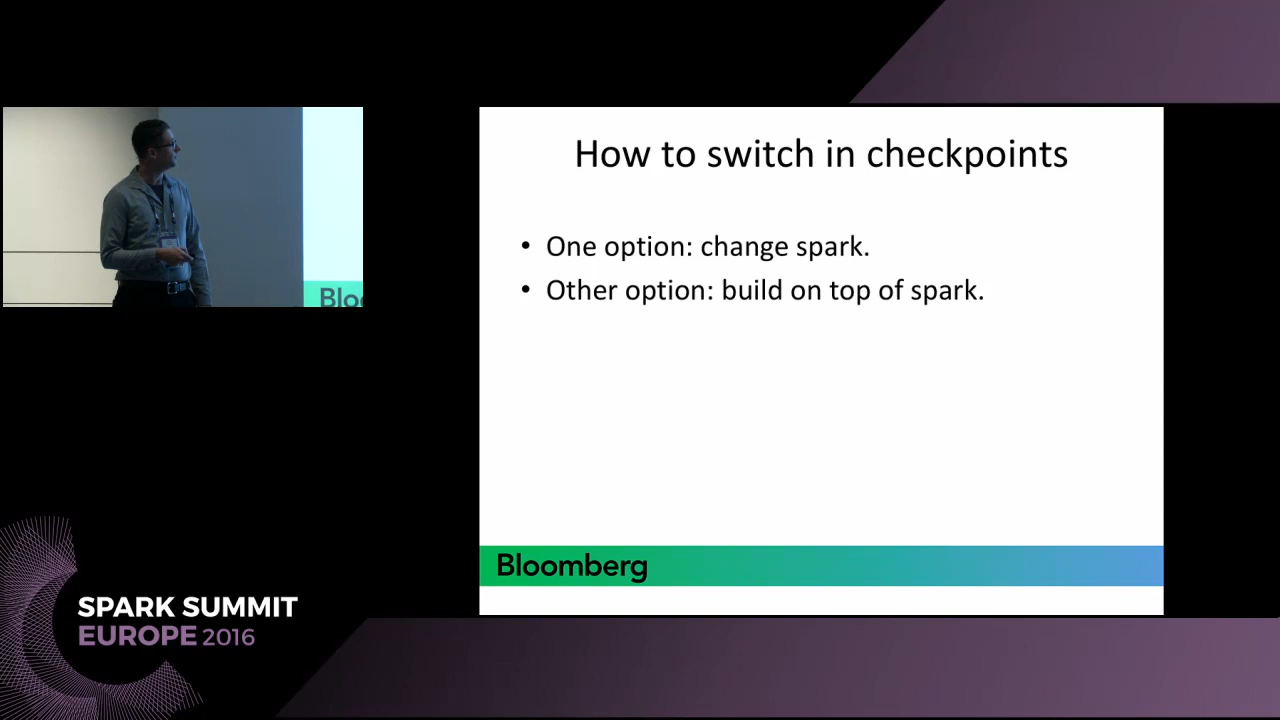 How to switch in checkpoints
• One option: change spark.
• Other option: build on top of spark.
Bloomberg
Bloo
SPARK SUMMIT
EUROPE 2016